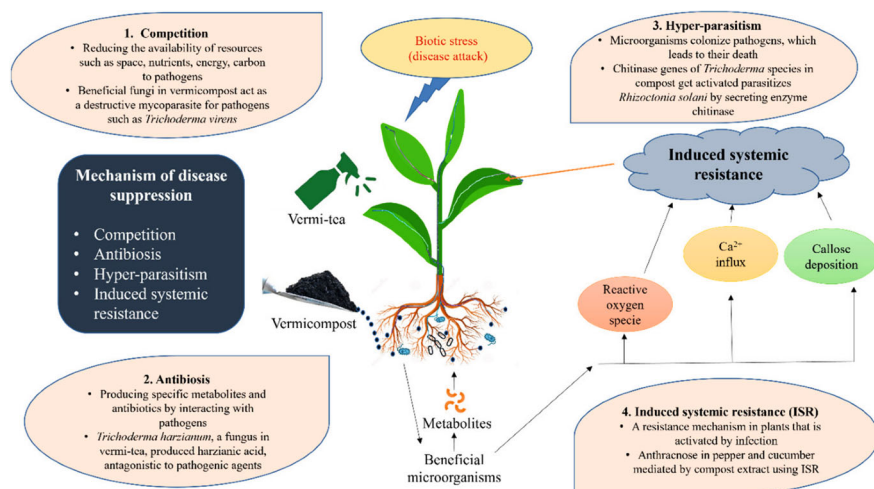 1. Competition
• Reducing the availability of resources
such as space, nutrients, energy, carbon
to pathogens
• Beneficial fungi in vermicompost act as
a destructive mycoparasite for pathogens
such as Trichoderma virens
Biotic stress
(disease attack)
3. Hyper-parasitism
• Microorganisms colonize pathogens, which
leads to their death
• Chitinase genes of Trichoderma species in
compost get activated parasitizes
Rhizoctonia solani by secreting enzyme
chitinase
Mechanism of disease
suppression
• Competition
• Antibiosis
• Hyper-parasitism
• Induced systemic
resistance
Vermi-tea
Vermicompost
Induced systemic
resistance
Reactive
oxygen
specie
Ca²⁺
influx
Callose
deposition
2. Antibiosis
• Producing specific metabolites and
antibiotics by interacting with
pathogens
• Trichoderma harzianum, a fungus in
vermi-tea, produced harzianic acid,
antagonistic to pathogenic agents
Metabolites
Beneficial
microorganisms
4. Induced systemic resistance (ISR)
• A resistance mechanism in plants that is
activated by infection
• Anthracnose in pepper and cucumber
mediated by compost extract using ISR